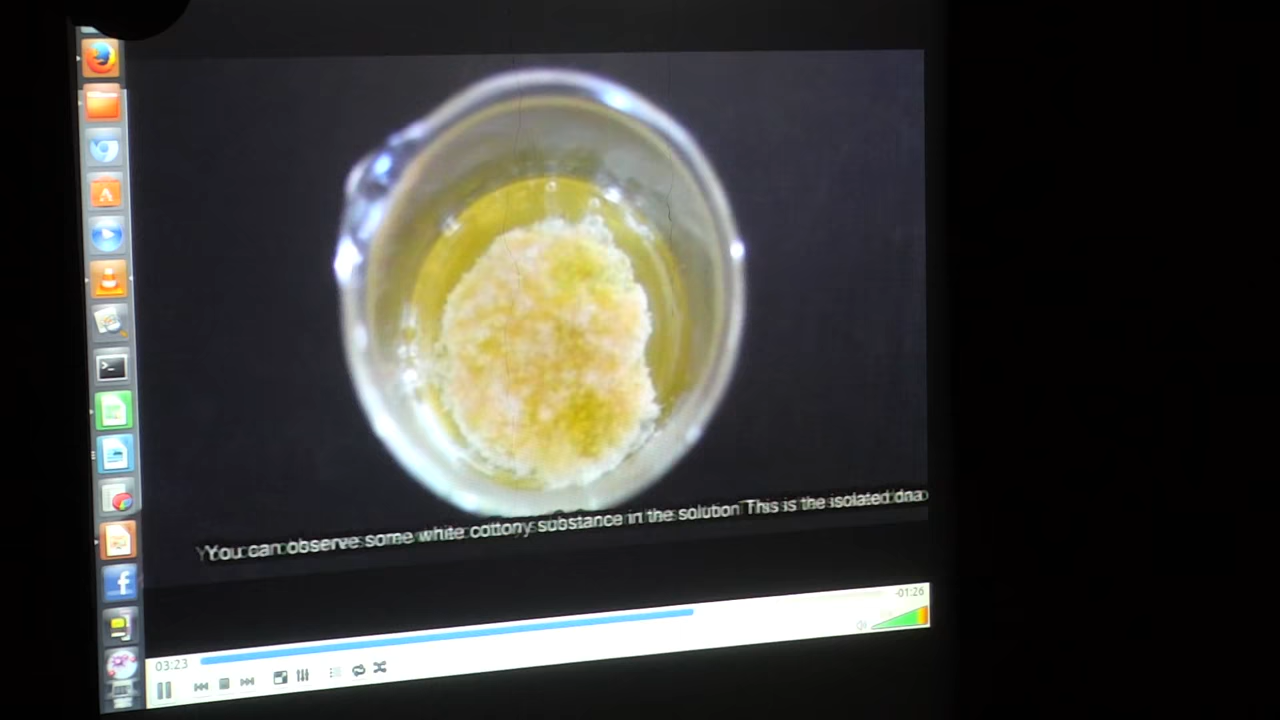 You can observe some white cottony substance in the solution This is the isolated dna
-01:26
03:23